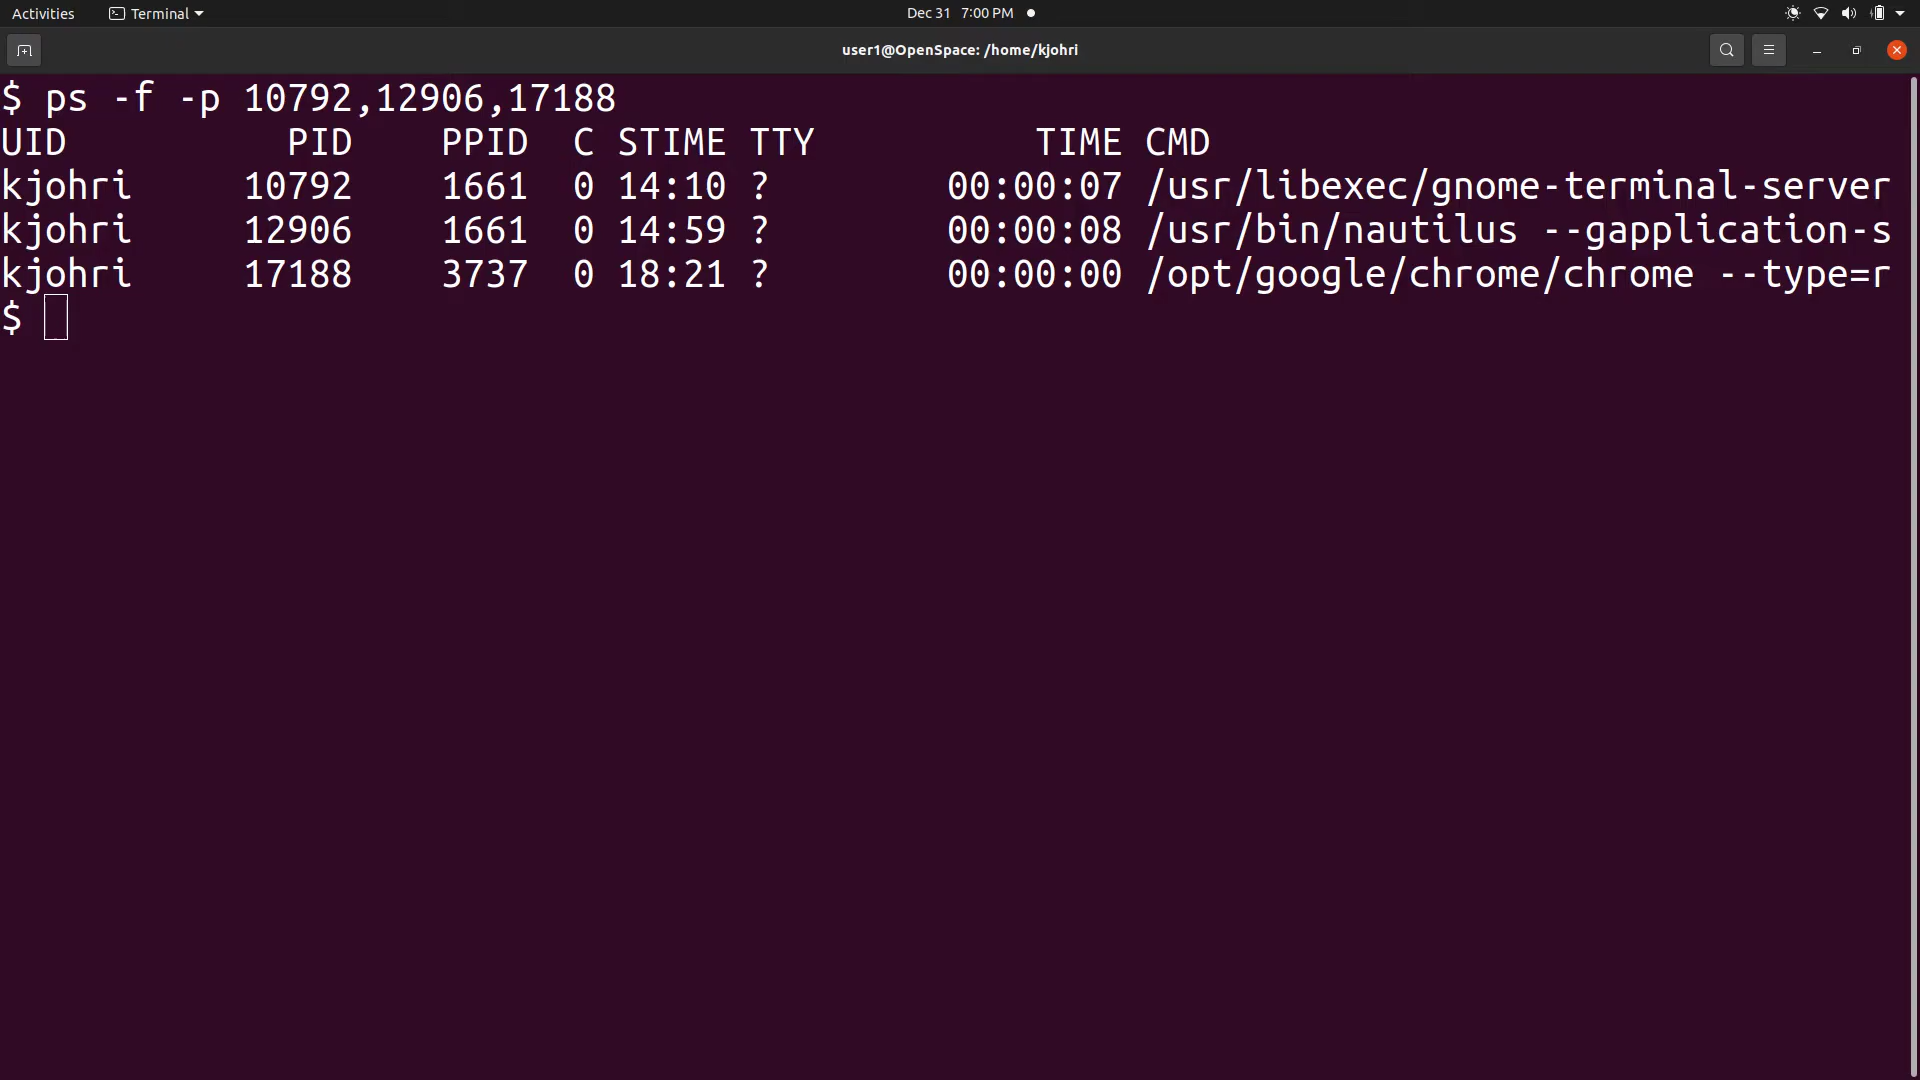 Activities Terminal Dec 31 7:00 PM
user1@OpenSpace: /home/kjohri
$ ps -f -p 10792,12906,17188
UID PID PPID C STIME TTY TIME CMD
kjohri 10792 1661 0 14:10 ? 00:00:07 /usr/libexec/gnome-terminal-server
kjohri 12906 1661 0 14:59 ? 00:00:08 /usr/bin/nautilus --gapplication-s
kjohri 17188 3737 0 18:21 ? 00:00:00 /opt/google/chrome/chrome --type=r
$